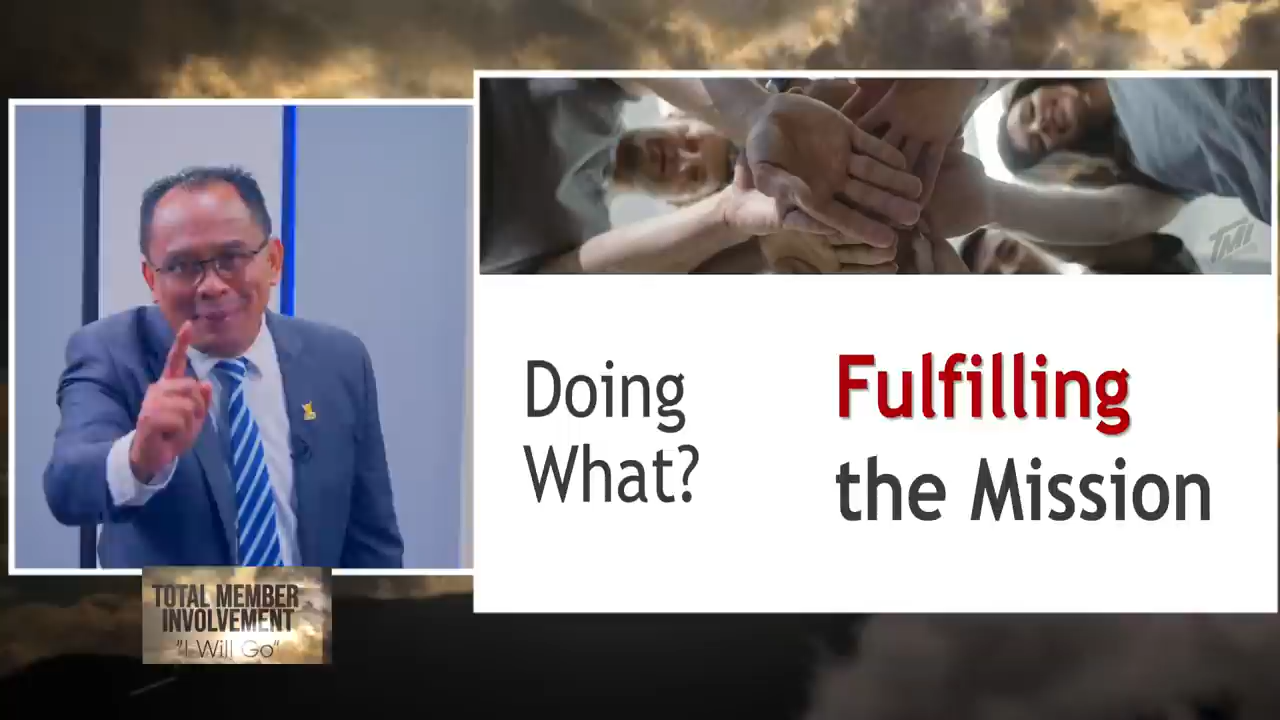 TMI
Doing
What?
Fulfilling
the Mission
TOTAL MEMBER
INVOLVEMENT
"I Will Go"